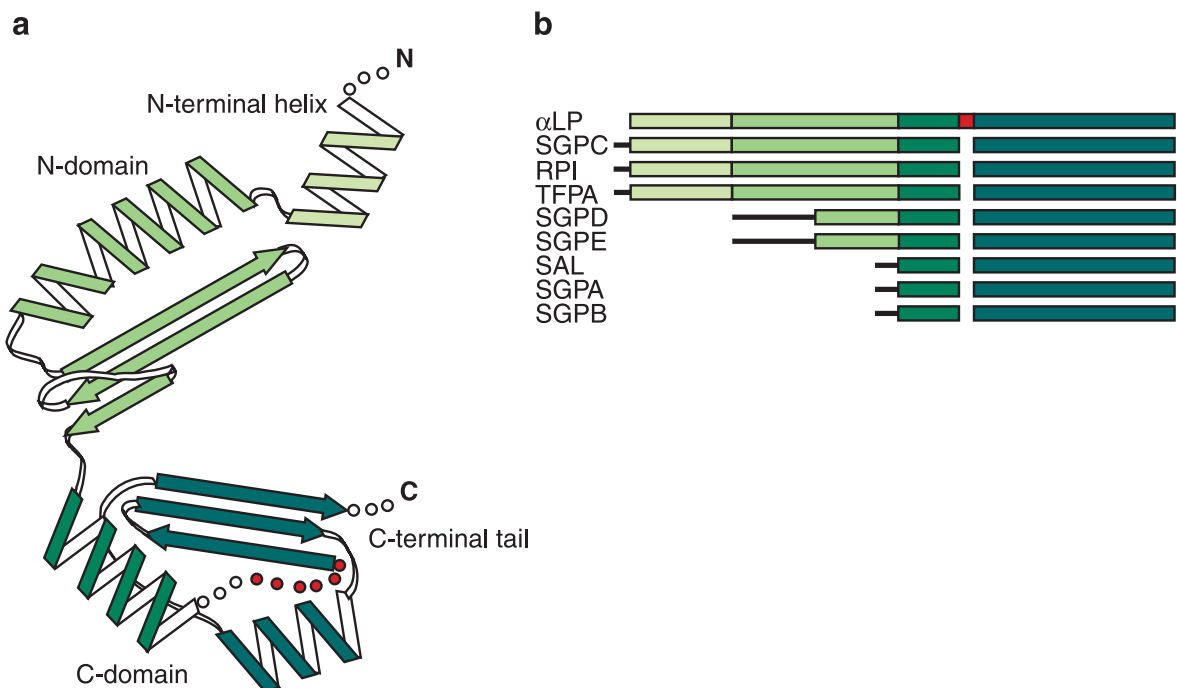 a
N
N-terminal helix
N-domain
C
C-terminal tail
C-domain
b
αLP
SGPC
RPI
TFPA
SGPD
SGPE
SAL
SGPA
SGPB